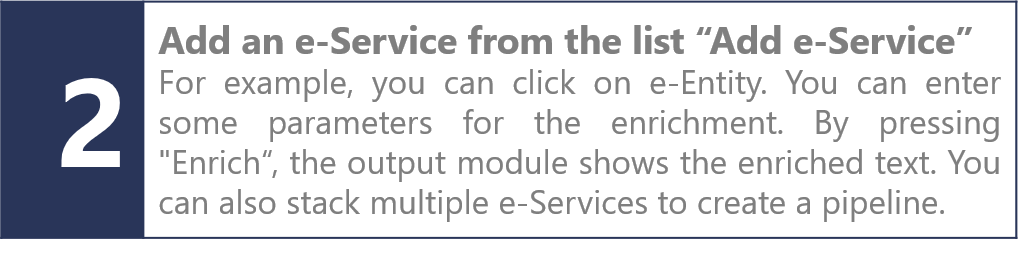 2
Add an e-Service from the list “Add e-Service”
For example, you can click on e-Entity. You can enter
some parameters for the enrichment. By pressing
"Enrich“, the output module shows the enriched text. You
can also stack multiple e-Services to create a pipeline.